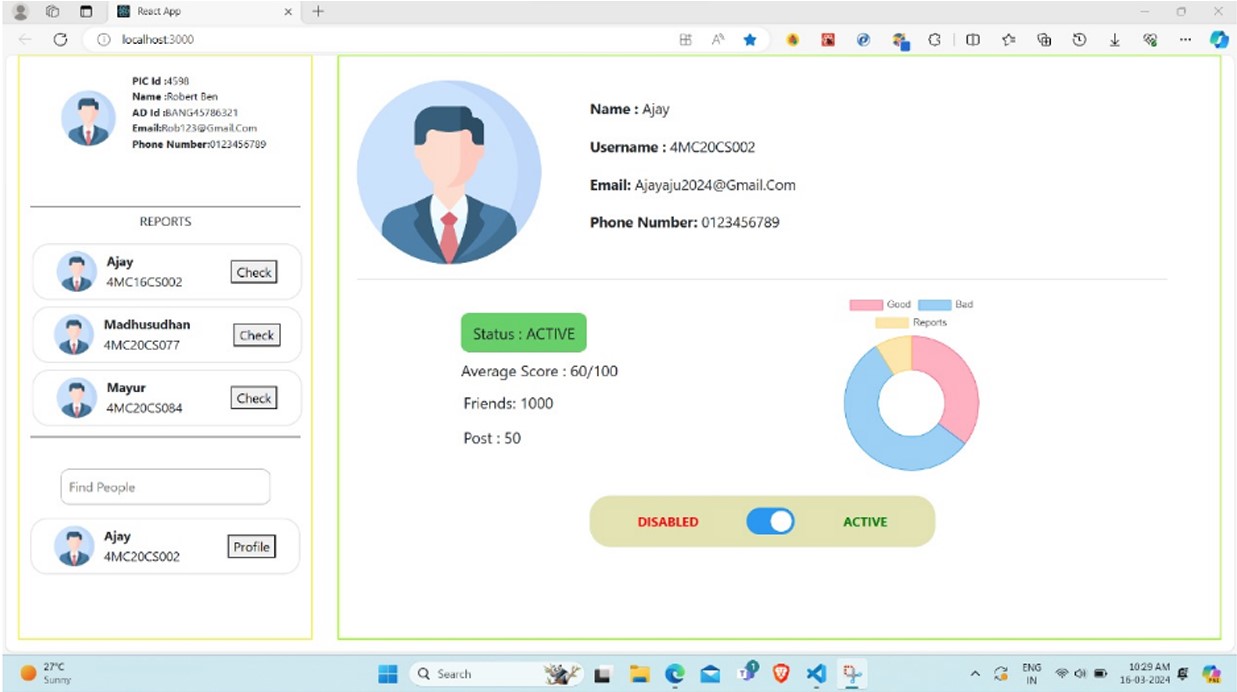 React App
localhost:3000
PIC Id :4598
Name :Robert Ben
AD Id :BANG45786321
Email:Rob123@Gmail.Com
Phone Number:0123456789
REPORTS
Ajay
4MC16CS002
Check
Madhusudhan
4MC20CS077
Check
Mayur
4MC20CS084
Check
Find People
Ajay
4MC20CS002
Profile
Name : Ajay
Username : 4MC20CS002
Email: Ajayaju2024@Gmail.Com
Phone Number: 0123456789
Status : ACTIVE
Average Score : 60/100
Friends: 1000
Post : 50
Good Bad
Reports
DISABLED ACTIVE
27°C
Sunny
Search
ENG
IN
10:29 AM
16-03-2024